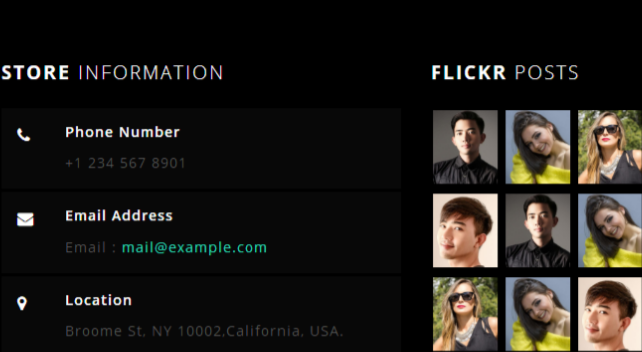 STORE INFORMATION
Phone Number
+1 234 567 8901
Email Address
Email : mail@example.com
Location
Broome St, NY 10002,California, USA.
FLICKR POSTS